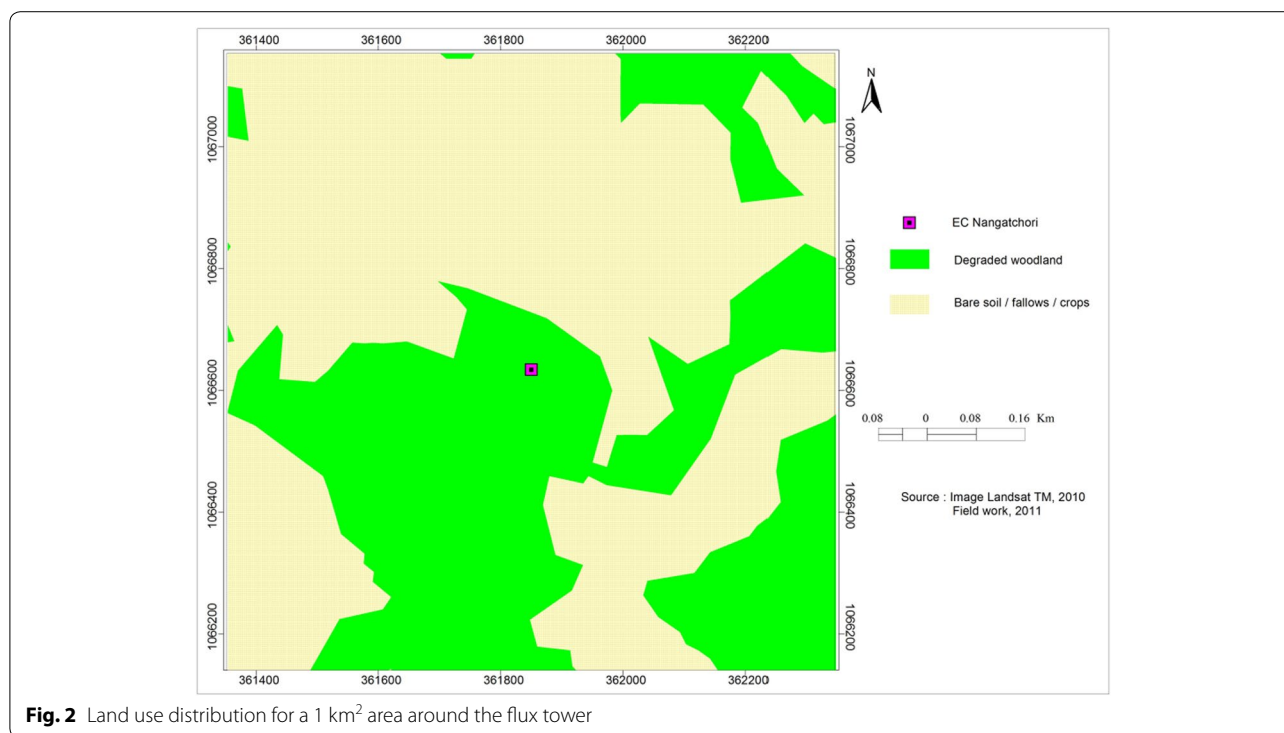 361400 361600 361800 362000 362200
N
1067000 1067000
EC Nangatchori
Degraded woodland
1066800 1066800
Bare soil / fallows / crops
1066600 1066600
0.08 0 0.08 0.16 Km
Source : Image Landsat TM, 2010
Field work, 2011
1066400 1066400
1066200 1066200
361400 361600 361800 362000 362200
Fig. 2 Land use distribution for a 1 km² area around the flux tower